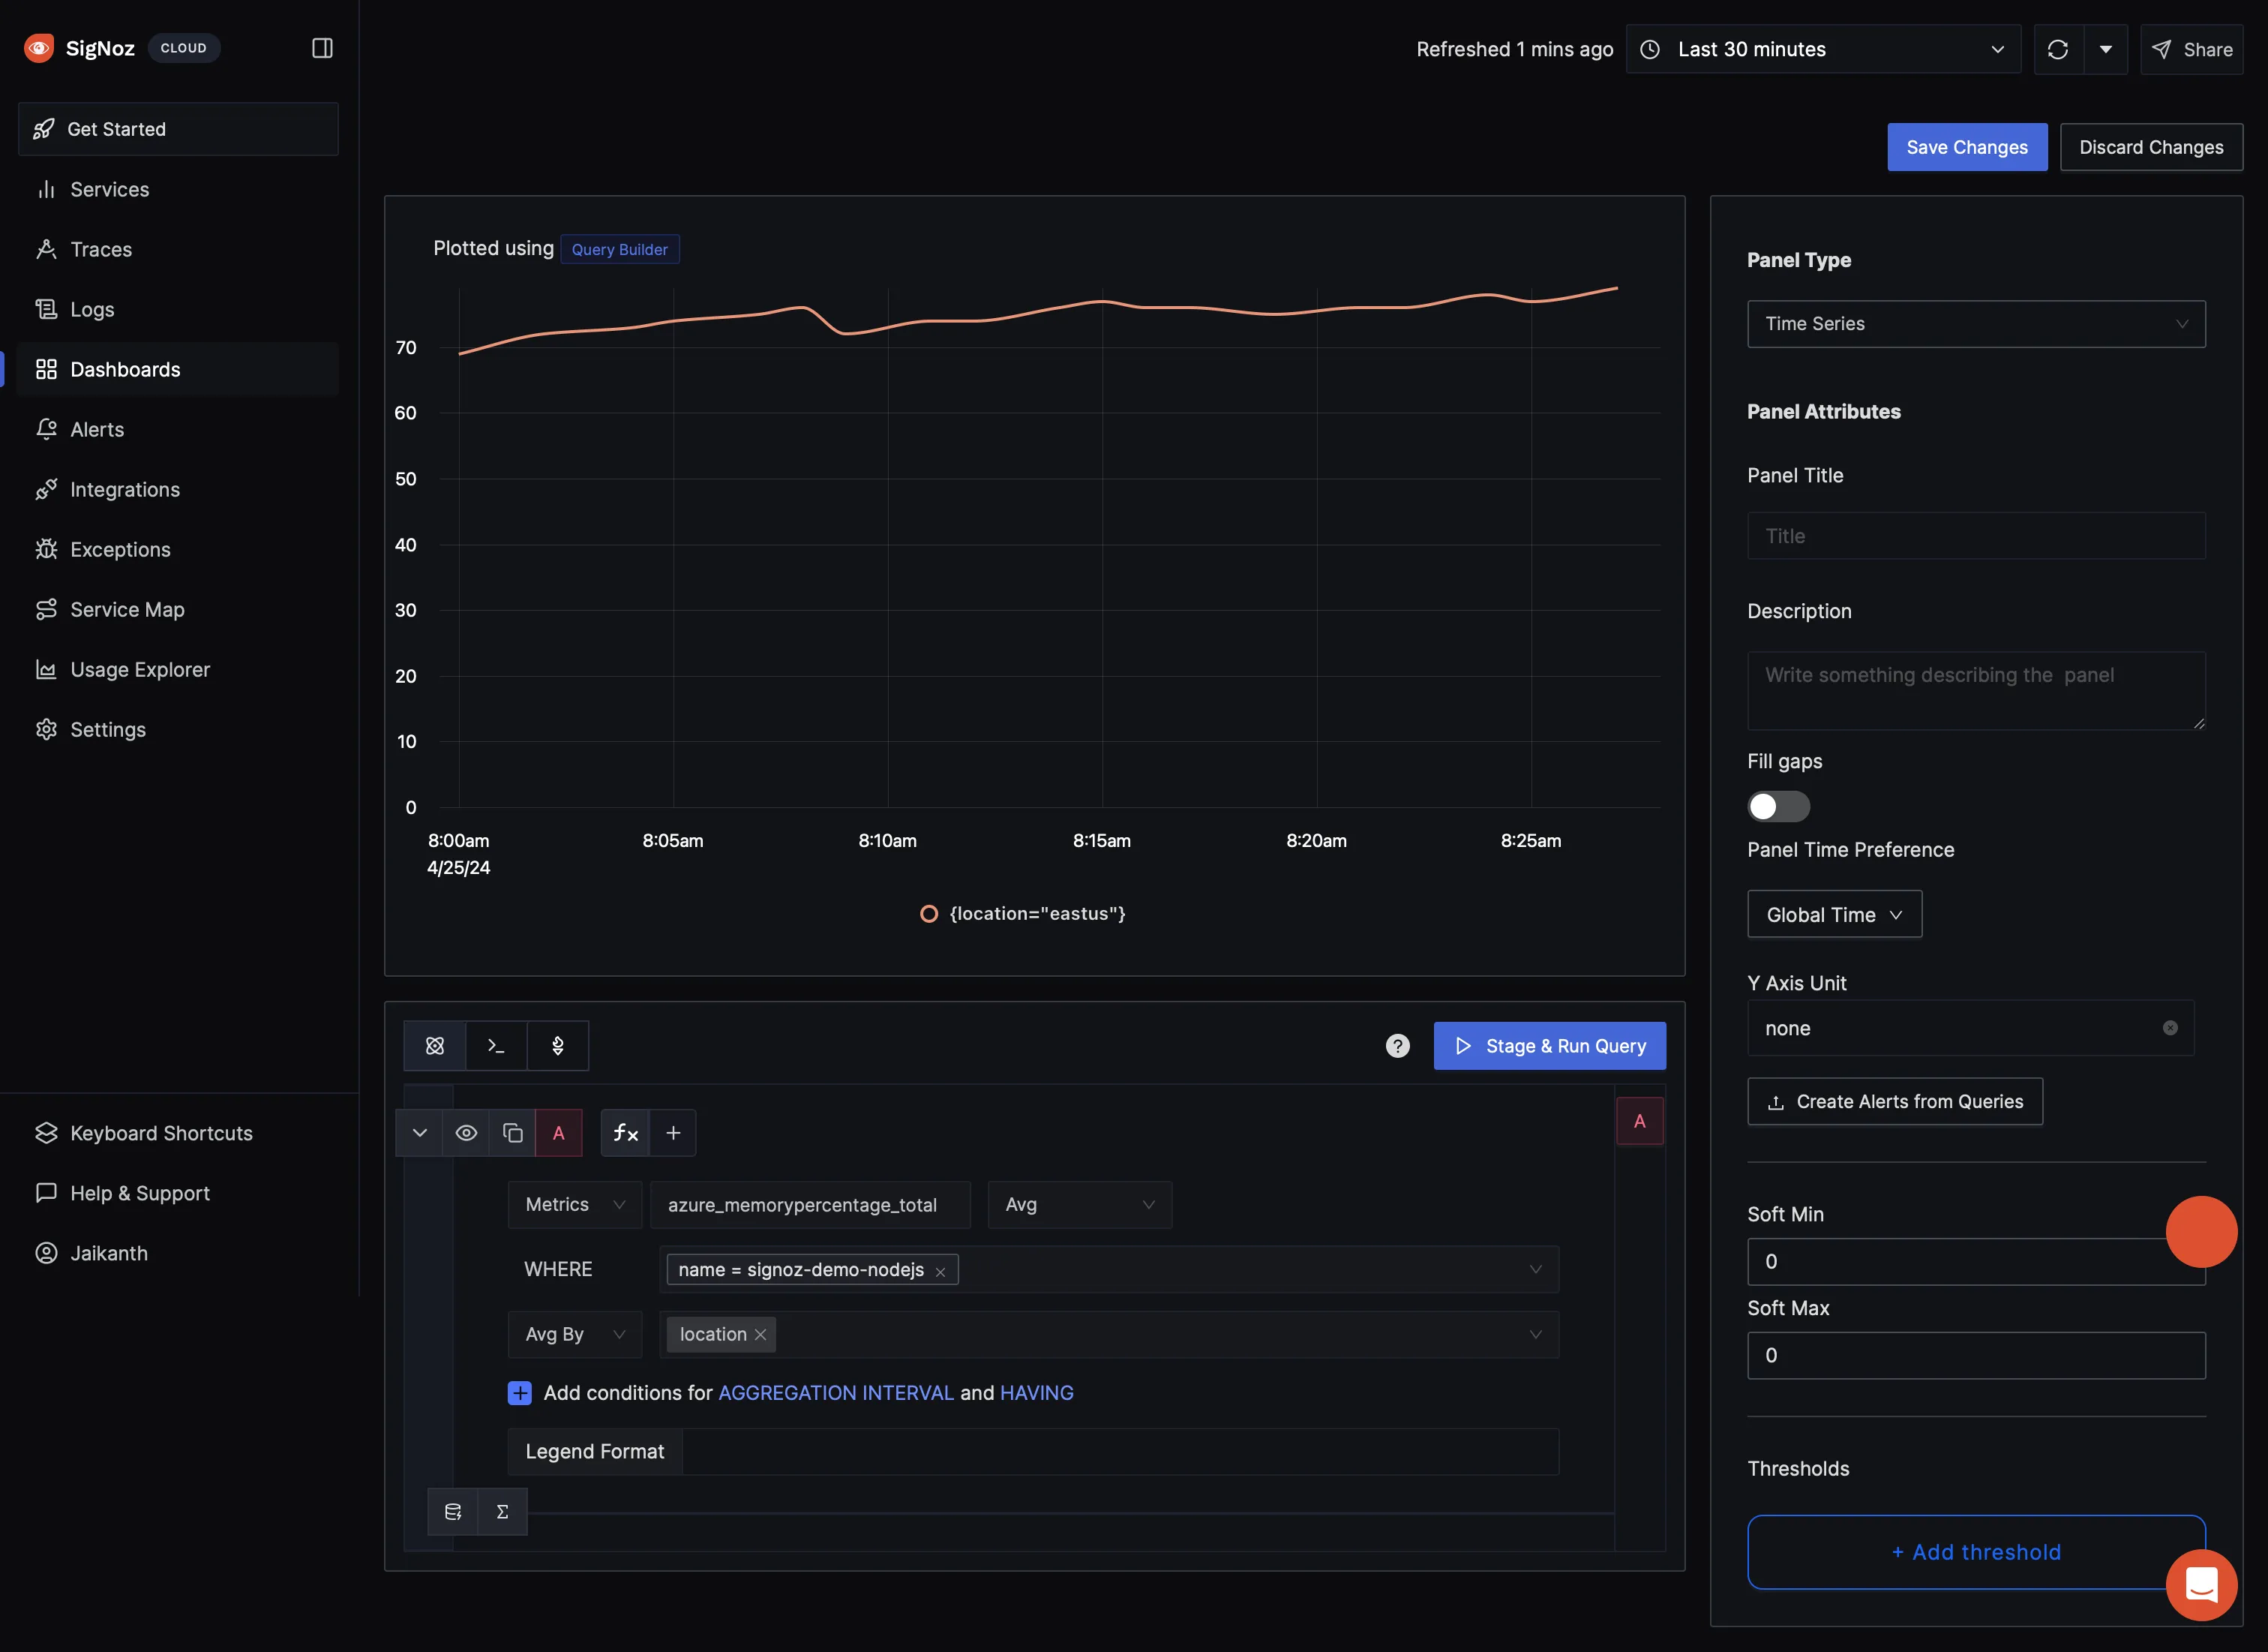 SigNoz CLOUD
Get Started
Services
Traces
Logs
Dashboards
Alerts
Integrations
Exceptions
Service Map
Usage Explorer
Settings
Keyboard Shortcuts
Help & Support
Jaikanth
Refreshed 1 mins ago Last 30 minutes Share
Save Changes Discard Changes
Plotted using Query Builder
70
60
50
40
30
20
10
0
8:00am 8:05am 8:10am 8:15am 8:20am 8:25am
4/25/24
{location="eastus"}
>_ ? Stage & Run Query
A fx + A
Metrics azure_memorypercentage_total Avg
WHERE name = signoz-demo-nodejs
Avg By location
+ Add conditions for AGGREGATION INTERVAL and HAVING
Legend Format
Σ
Panel Type
Time Series
Panel Attributes
Panel Title
Title
Description
Write something describing the  panel
Fill gaps
Panel Time Preference
Global Time
Y Axis Unit
none
Create Alerts from Queries
Soft Min
0
Soft Max
0
Thresholds
+ Add threshold